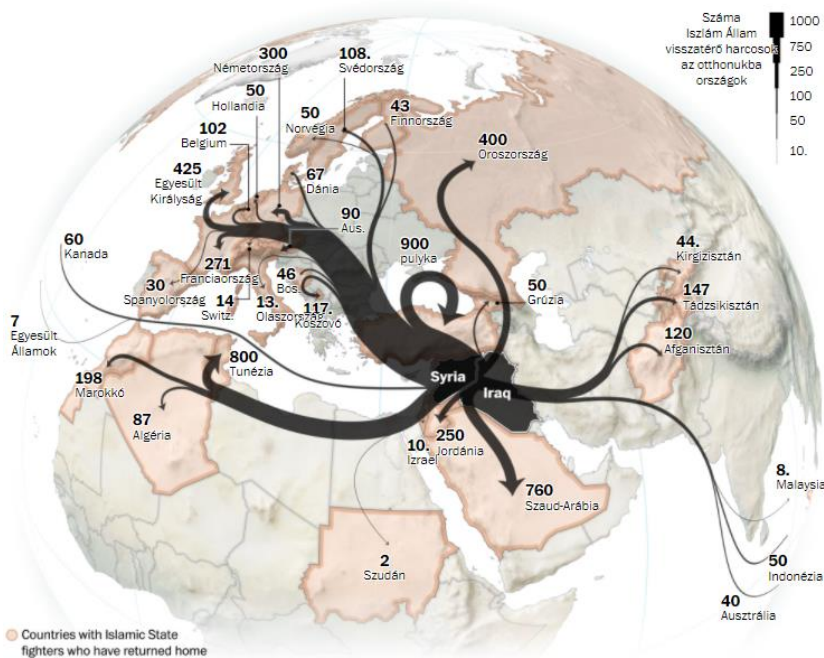 Száma
Iszlám Állam
visszatérő harcosok
az otthonukba
országok
1000
750
250
100
50
10.
300
Németország
108.
Svédország
50
Hollandia
50
Norvégia
43
Finnország
102
Belgium
400
Oroszország
425
Egyesült
Királyság
67
Dánia
90
Aus.
60
Kanada
900
pulyka
44.
Kirgizisztán
271
Franciaország
30
Spanyolország
46
Bos.
50
Grúzia
147
Tádzsikisztán
14
Switz.
13.
Olaszország
117.
Koszovó
7
Egyesült
Államok
120
Afganisztán
800
Tunézia
Syria
Iraq
198
Marokkó
87
Algéria
10.
Izrael
250
Jordánia
760
Szaud-Arábia
8.
Malaysia
2
Szudán
50
Indonézia
40
Ausztrália
Countries with Islamic State
fighters who have returned home